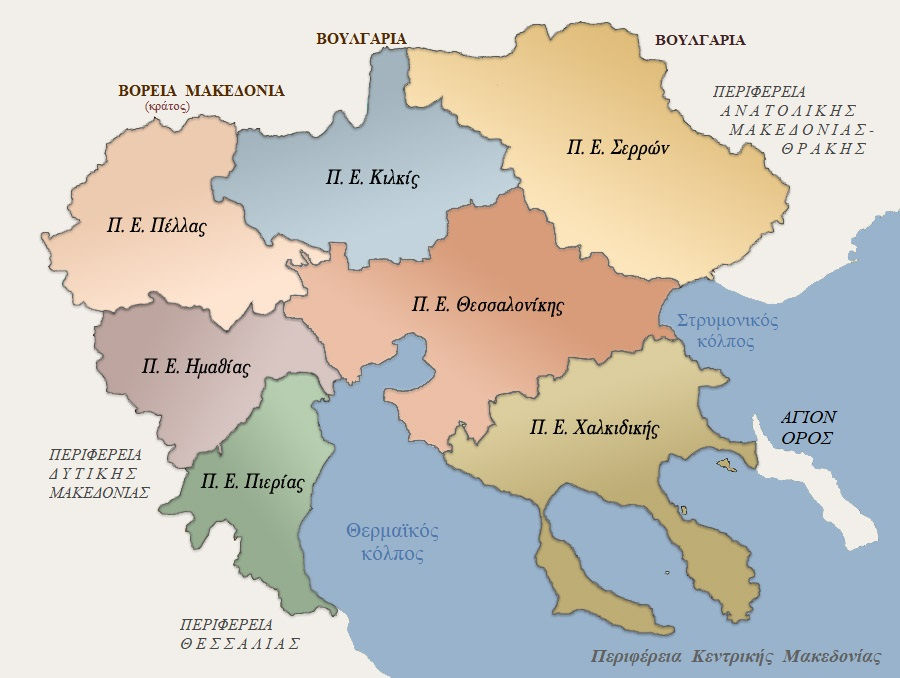 ΒΟΥΛΓΑΡΙΑ
ΒΟΥΛΓΑΡΙΑ
ΒΟΡΕΙΑ ΜΑΚΕΔΟΝΙΑ
(κράτος)
ΠΕΡΙΦΕΡΕΙΑ
ΑΝΑΤΟΛΙΚΗΣ
ΜΑΚΕΔΟΝΙΑΣ-
ΘΡΑΚΗΣ
Π. Ε. Σερρών
Π. Ε. Κιλκίς
Π. Ε. Πέλλας
Π. Ε. Θεσσαλονίκης
Στρυμονικός
κόλπος
Π. Ε. Ημαθίας
Π. Ε. Χαλκιδικής
ΑΓΙΟΝ
ΟΡΟΣ
ΠΕΡΙΦΕΡΕΙΑ
ΔΥΤΙΚΗΣ
ΜΑΚΕΔΟΝΙΑΣ
Π. Ε. Πιερίας
Θερμαϊκός
κόλπος
ΠΕΡΙΦΕΡΕΙΑ
ΘΕΣΣΑΛΙΑΣ
Περιφέρεια Κεντρικής Μακεδονίας